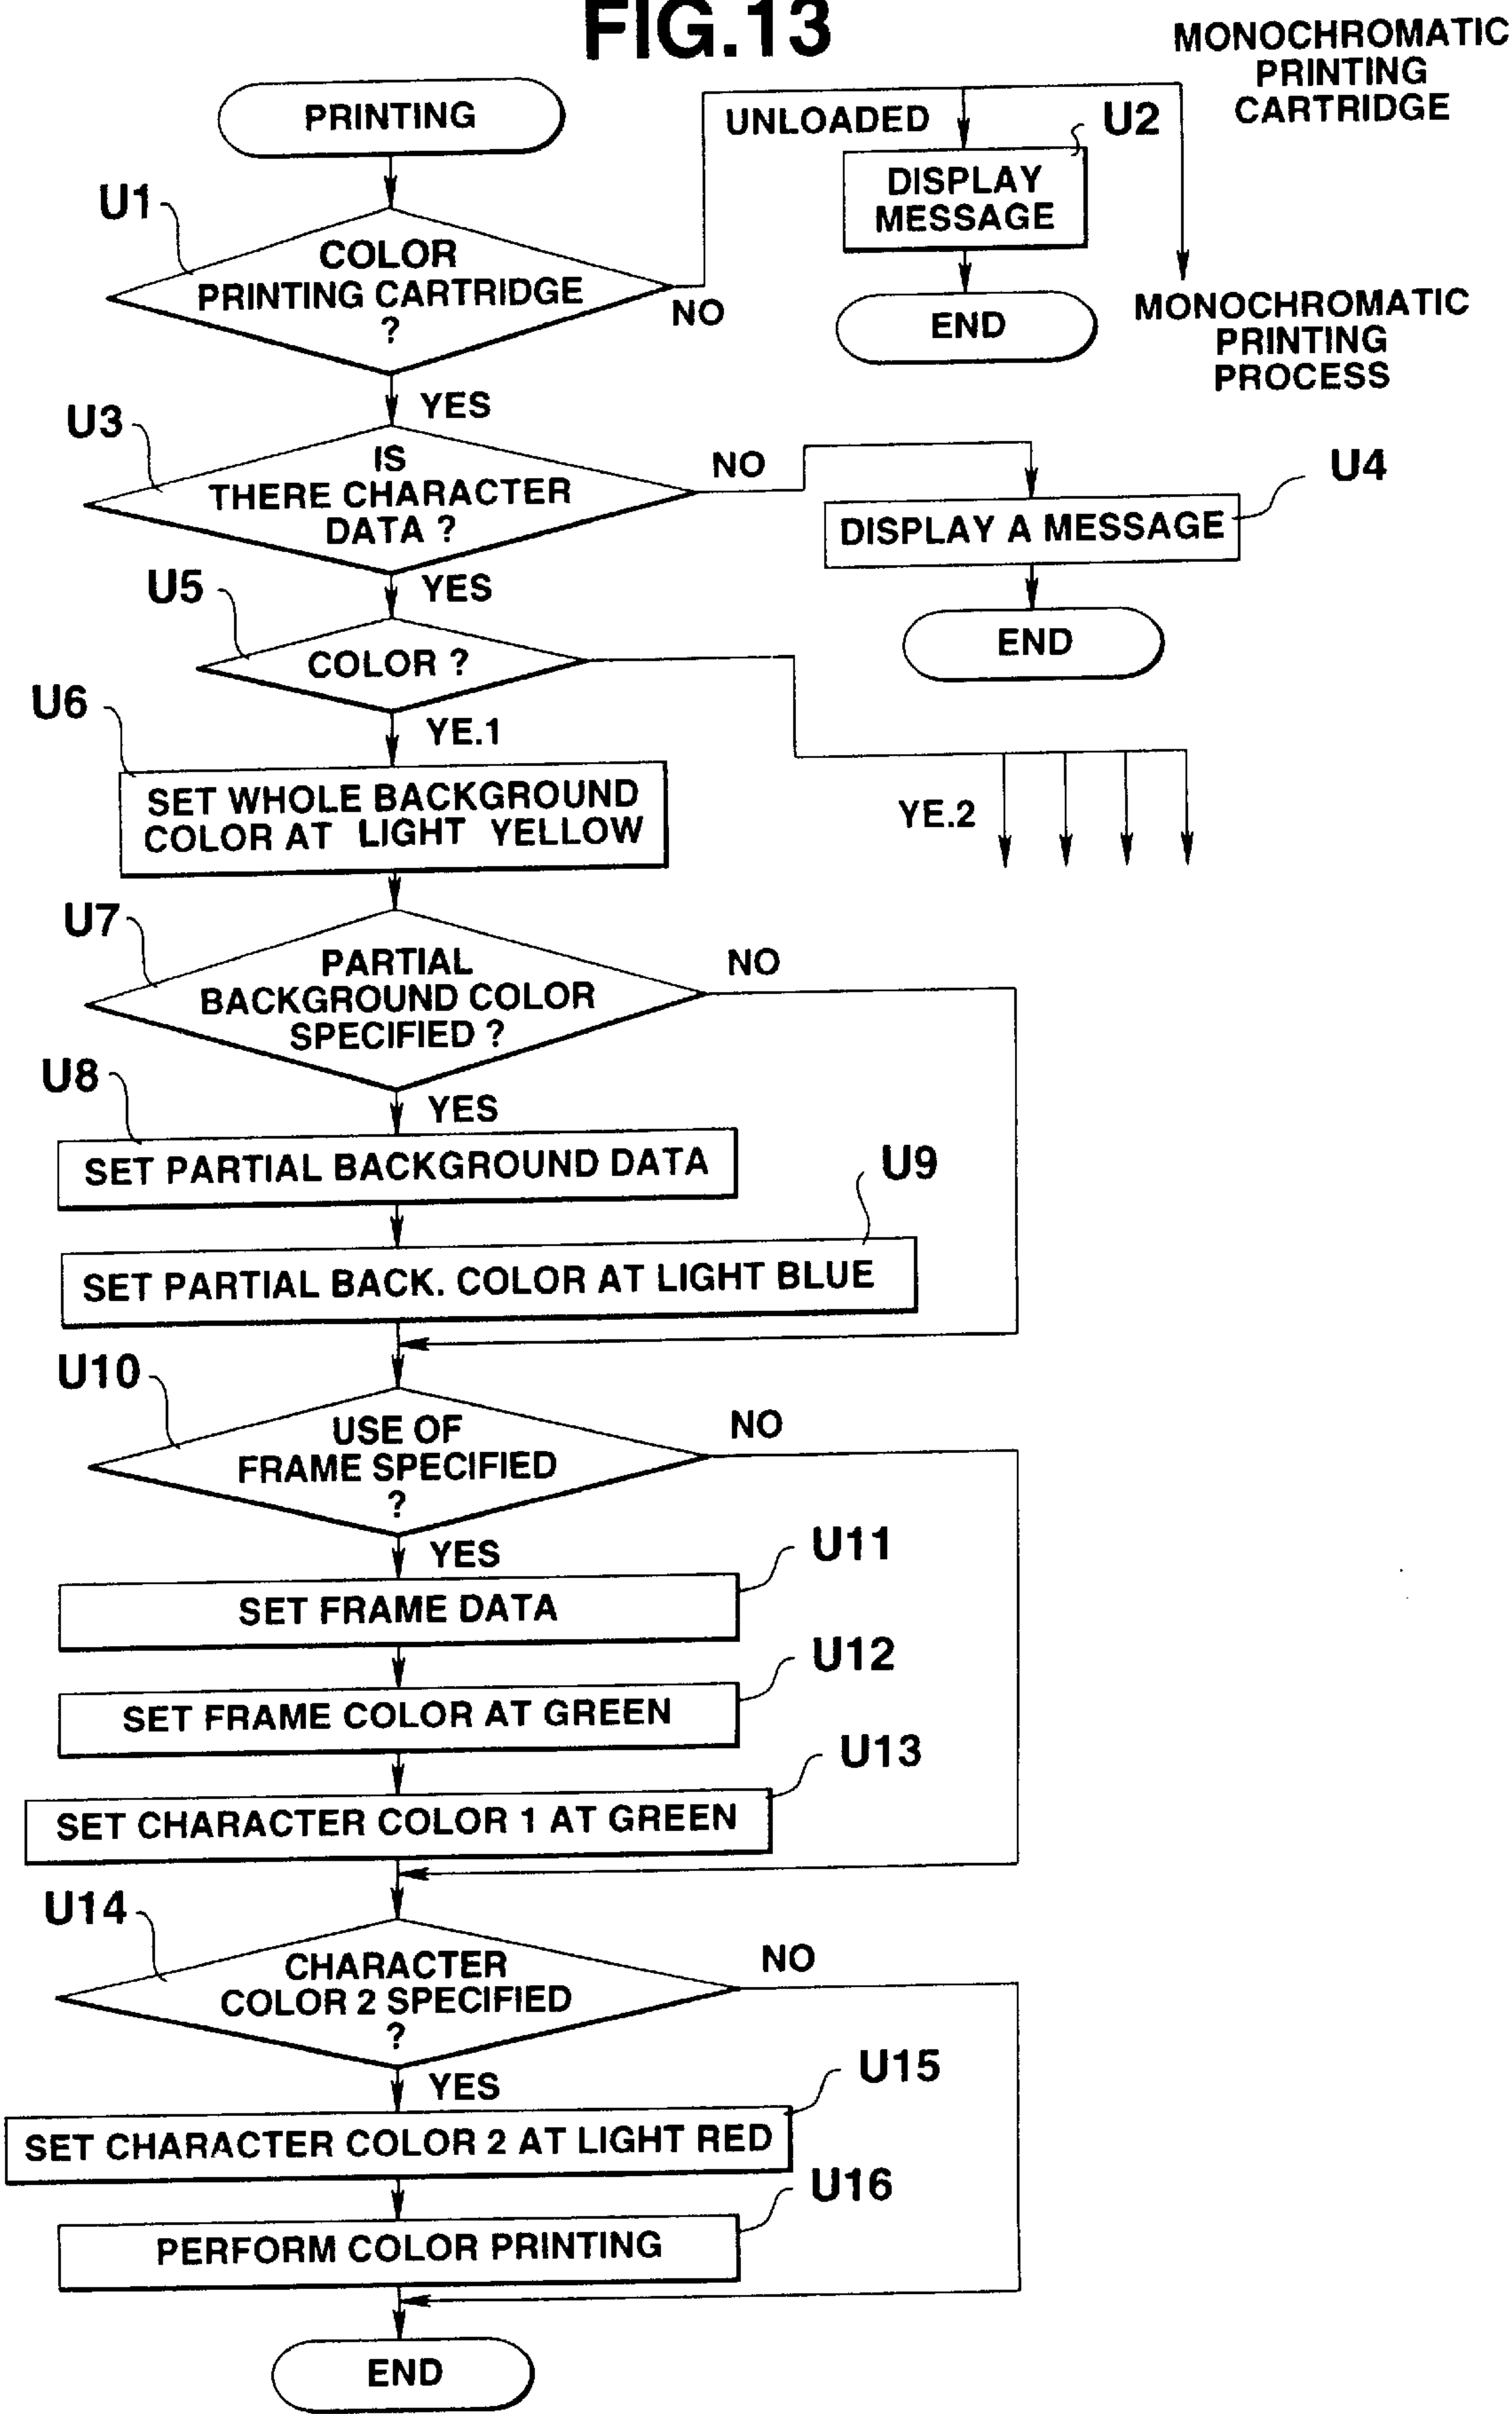 FIG.13
MONOCHROMATIC
PRINTING
CARTRIDGE
PRINTING
UNLOADED
U2
DISPLAY
MESSAGE
END
MONOCHROMATIC
PRINTING
PROCESS
U1
COLOR
PRINTING CARTRIDGE
?
NO
YES
U3
IS
THERE CHARACTER
DATA ?
NO
U4
DISPLAY A MESSAGE
END
YES
U5
COLOR ?
YE.1
YE.2
U6
SET WHOLE BACKGROUND
COLOR AT LIGHT YELLOW
U7
PARTIAL
BACKGROUND COLOR
SPECIFIED ?
NO
YES
U8
SET PARTIAL BACKGROUND DATA
U9
SET PARTIAL BACK. COLOR AT LIGHT BLUE
U10
USE OF
FRAME SPECIFIED
?
NO
YES
U11
SET FRAME DATA
U12
SET FRAME COLOR AT GREEN
U13
SET CHARACTER COLOR 1 AT GREEN
U14
CHARACTER
COLOR 2 SPECIFIED
?
NO
YES
U15
SET CHARACTER COLOR 2 AT LIGHT RED
U16
PERFORM COLOR PRINTING
END